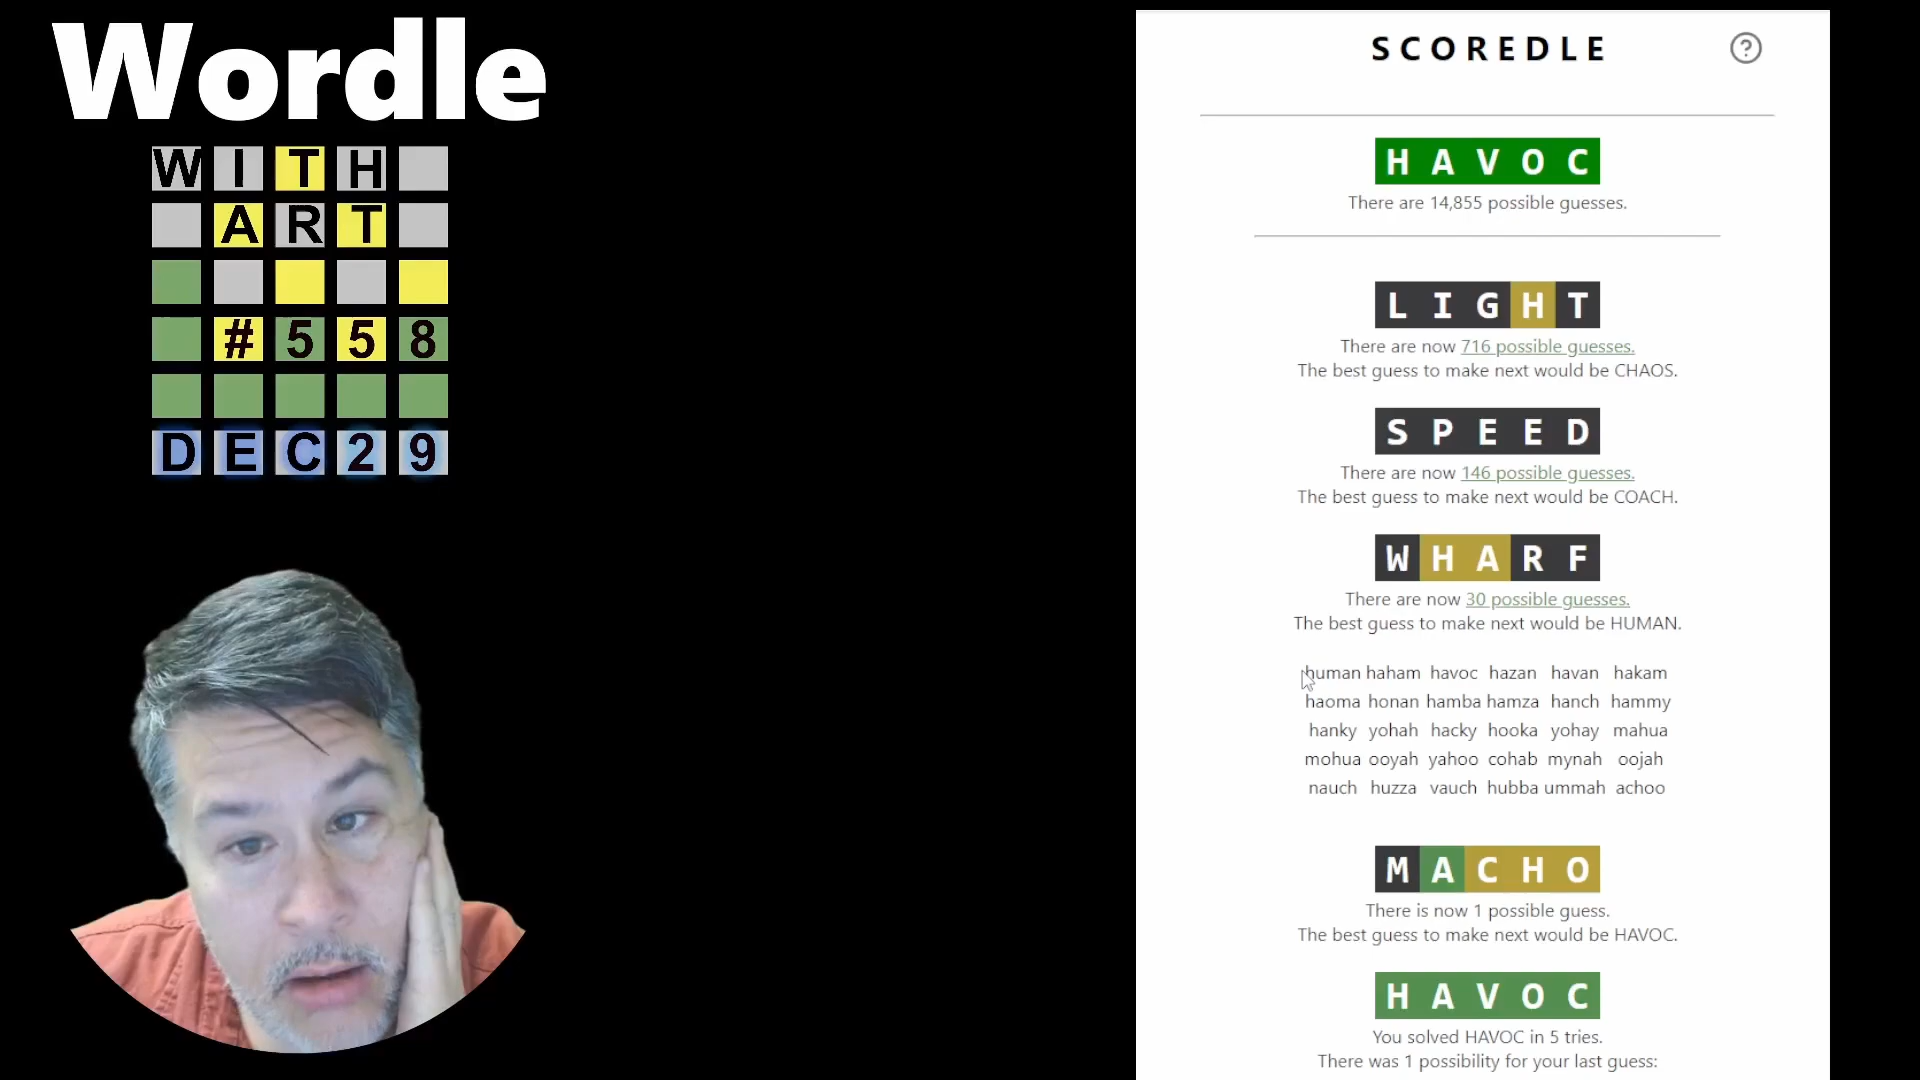 Wordle
WITH
ART
#558
DEC29
SCOREDLE
?
HAVOC
There are 14,855 possible guesses.
LIGHT
There are now 716 possible guesses.
The best guess to make next would be CHAOS.
SPEED
There are now 146 possible guesses.
The best guess to make next would be COACH.
WHARF
There are now 30 possible guesses.
The best guess to make next would be HUMAN.
human haham havoc hazan havan hakam
haoma honan hamba hamza hanch hammy
hanky yohah hacky hooka yohay mahua
mohua ooyah yahoo cohab mynah oojah
nauch huzza vauch hubba ummah achoo
MACHO
There is now 1 possible guess.
The best guess to make next would be HAVOC.
HAVOC
You solved HAVOC in 5 tries.
There was 1 possibility for your last guess: